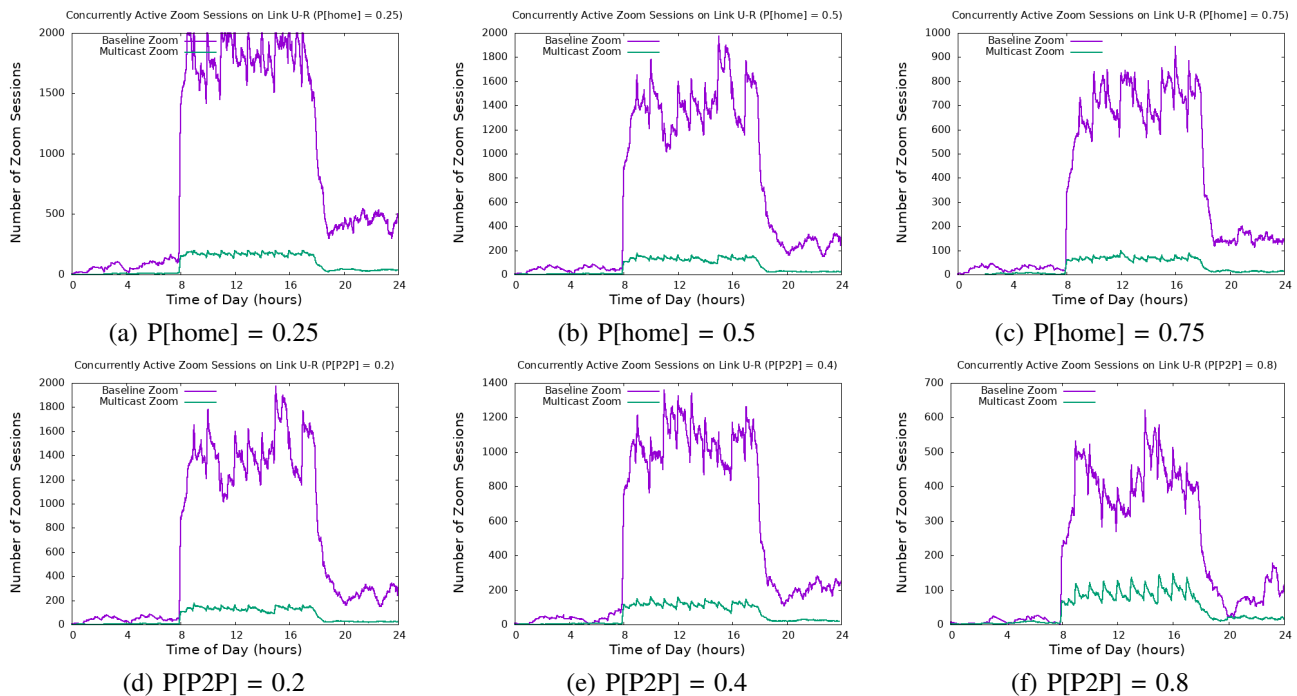 Concurrently Active Zoom Sessions on Link U-R (P[home] = 0.25)
Number of Zoom Sessions
2000
1500
1000
500
0
Baseline Zoom
Multicast Zoom
0 4 8 12 16 20 24
Time of Day (hours)
(a) P[home] = 0.25
Concurrently Active Zoom Sessions on Link U-R (P[home] = 0.5)
Number of Zoom Sessions
2000
1800
1600
1400
1200
1000
800
600
400
200
0
Baseline Zoom
Multicast Zoom
0 4 8 12 16 20 24
Time of Day (hours)
(b) P[home] = 0.5
Concurrently Active Zoom Sessions on Link U-R (P[home] = 0.75)
Number of Zoom Sessions
1000
900
800
700
600
500
400
300
200
100
0
Baseline Zoom
Multicast Zoom
0 4 8 12 16 20 24
Time of Day (hours)
(c) P[home] = 0.75
Concurrently Active Zoom Sessions on Link U-R (P[P2P] = 0.2)
Number of Zoom Sessions
2000
1800
1600
1400
1200
1000
800
600
400
200
0
Baseline Zoom
Multicast Zoom
0 4 8 12 16 20 24
Time of Day (hours)
(d) P[P2P] = 0.2
Concurrently Active Zoom Sessions on Link U-R (P[P2P] = 0.4)
Number of Zoom Sessions
1400
1200
1000
800
600
400
200
0
Baseline Zoom
Multicast Zoom
0 4 8 12 16 20 24
Time of Day (hours)
(e) P[P2P] = 0.4
Concurrently Active Zoom Sessions on Link U-R (P[P2P] = 0.8)
Number of Zoom Sessions
700
600
500
400
300
200
100
0
Baseline Zoom
Multicast Zoom
0 4 8 12 16 20 24
Time of Day (hours)
(f) P[P2P] = 0.8